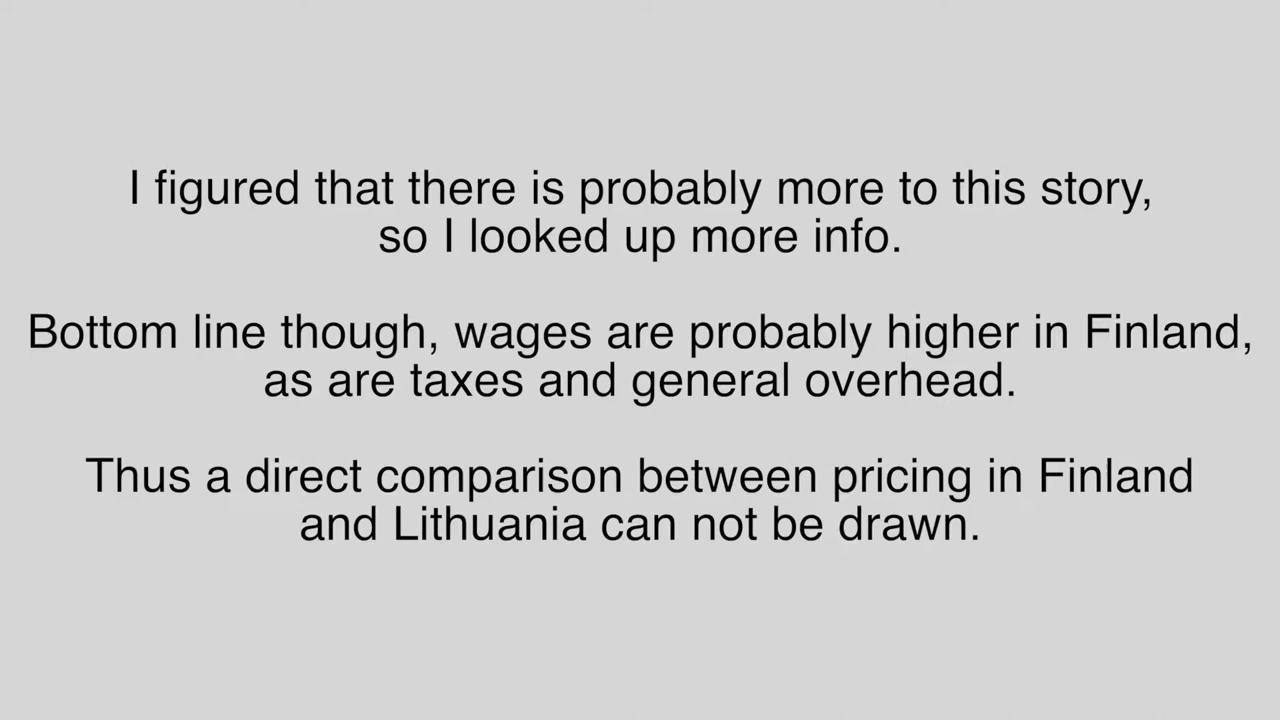 I figured that there is probably more to this story,
so I looked up more info.
Bottom line though, wages are probably higher in Finland,
as are taxes and general overhead.
Thus a direct comparison between pricing in Finland
and Lithuania can not be drawn.